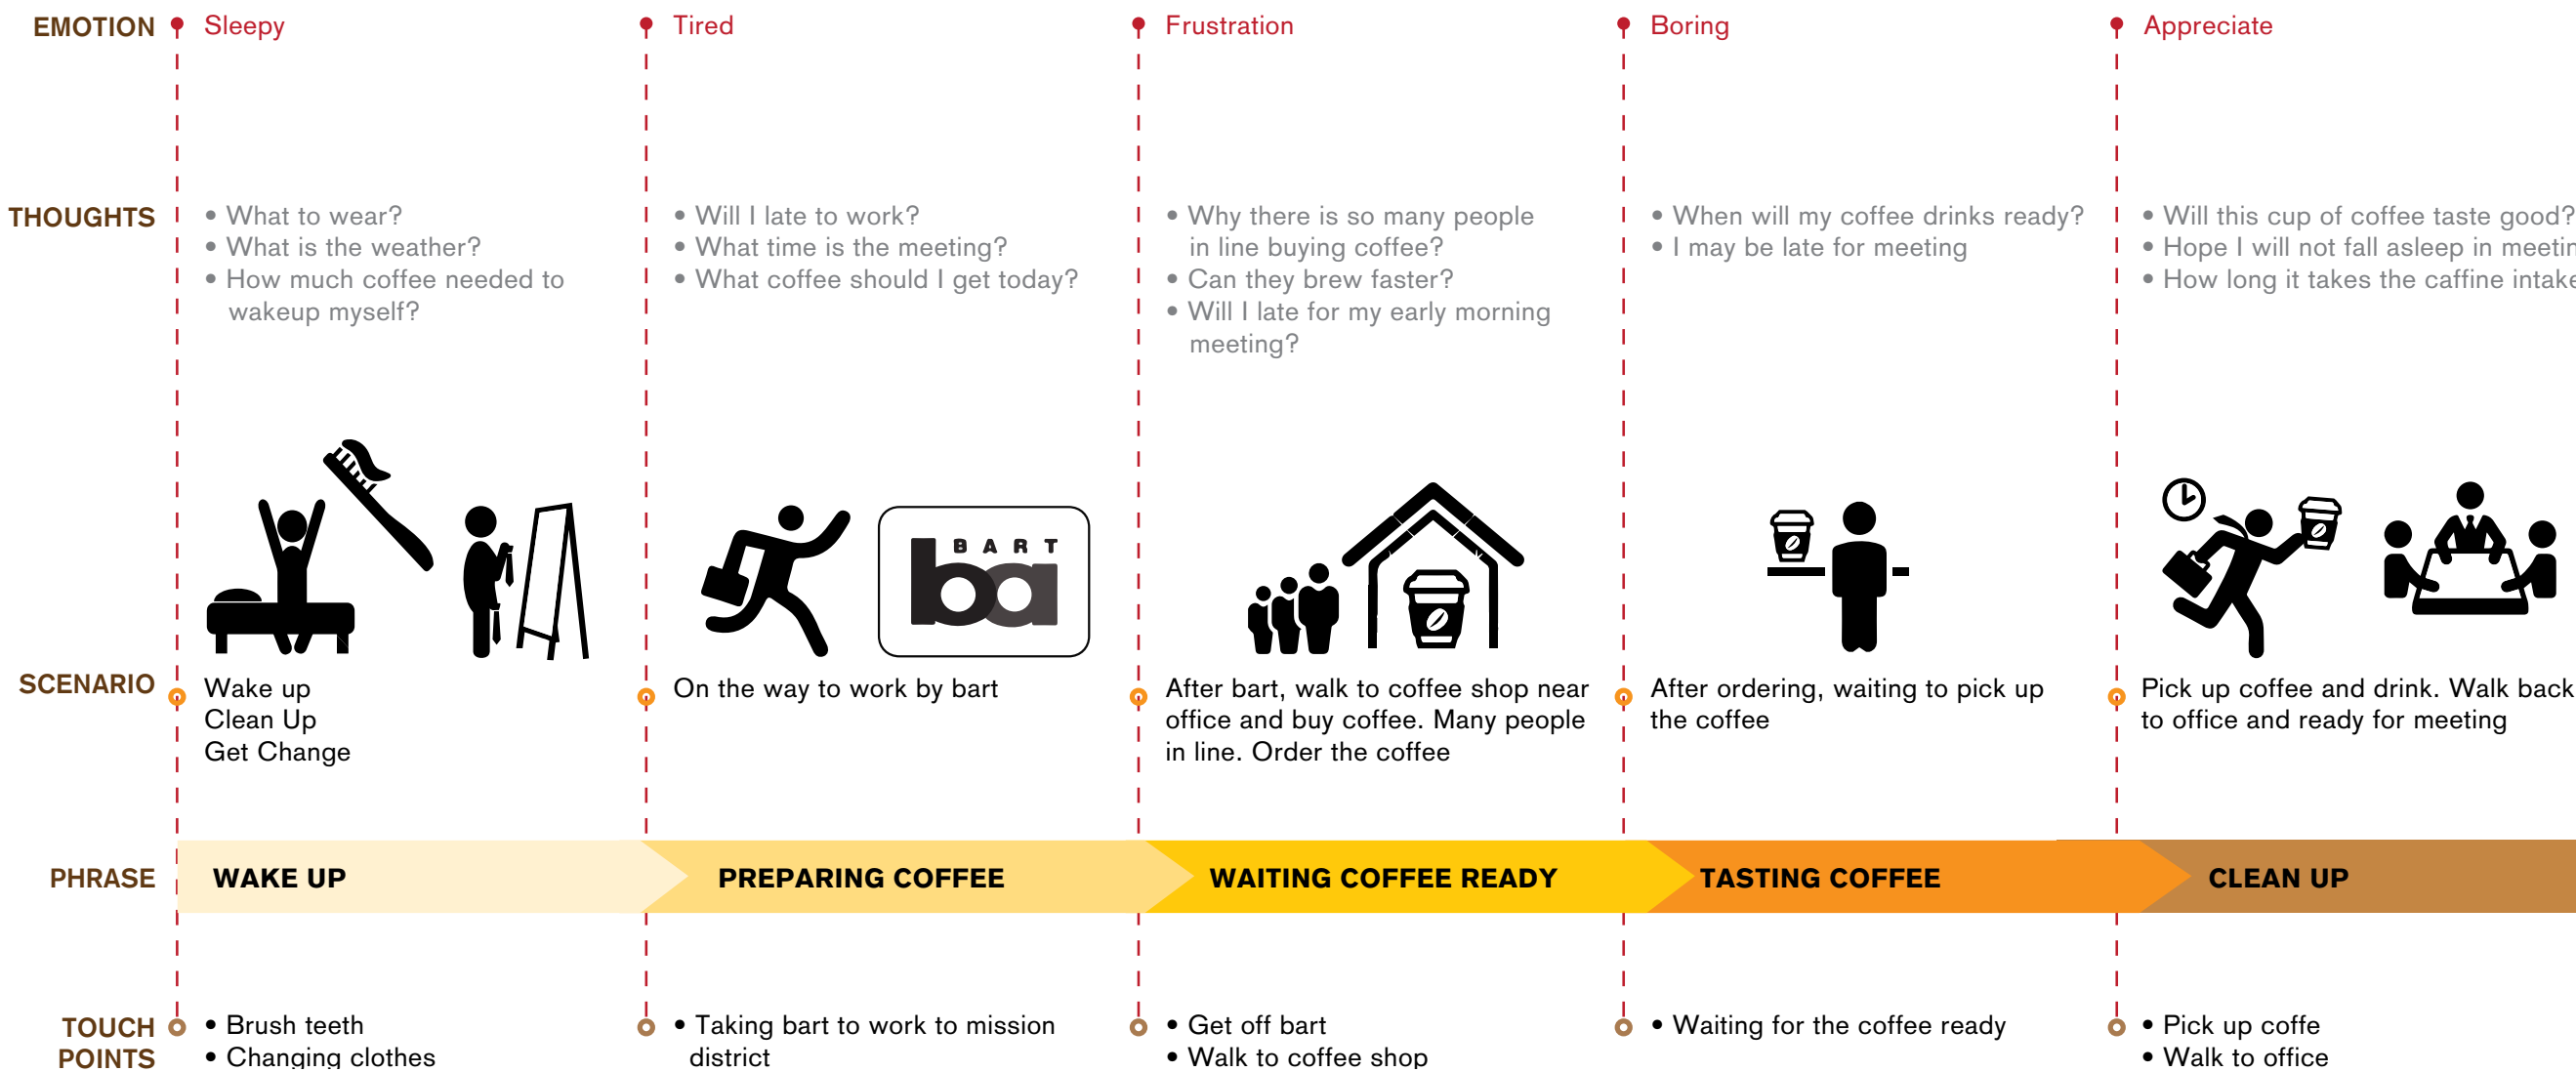 EMOTION
Sleepy
Tired
Frustration
Boring
Appreciate
THOUGHTS
• What to wear?
• What is the weather?
• How much coffee needed to
wakeup myself?
• Will I late to work?
• What time is the meeting?
• What coffee should I get today?
• Why there is so many people
in line buying coffee?
• Can they brew faster?
• Will I late for my early morning
meeting?
• When will my coffee drinks ready?
• I may be late for meeting
• Will this cup of coffee taste good?
• Hope I will not fall asleep in
• How long it takes the caffine intake
BART
ba
SCENARIO
Wake up
Clean Up
Get Change
On the way to work by bart
After bart, walk to coffee shop near
office and buy coffee. Many people
in line. Order the coffee
After ordering, waiting to pick up
the coffee
Pick up coffee and drink. Walk back
to office and ready for meeting
PHRASE
WAKE UP
PREPARING COFFEE
WAITING COFFEE READY
TASTING COFFEE
CLEAN UP
TOUCH
POINTS
• Brush teeth
• Changing clothes
• Taking bart to work to mission
district
• Get off bart
• Walk to coffee shop
• Waiting for the coffee ready
• Pick up coffe
• Walk to office